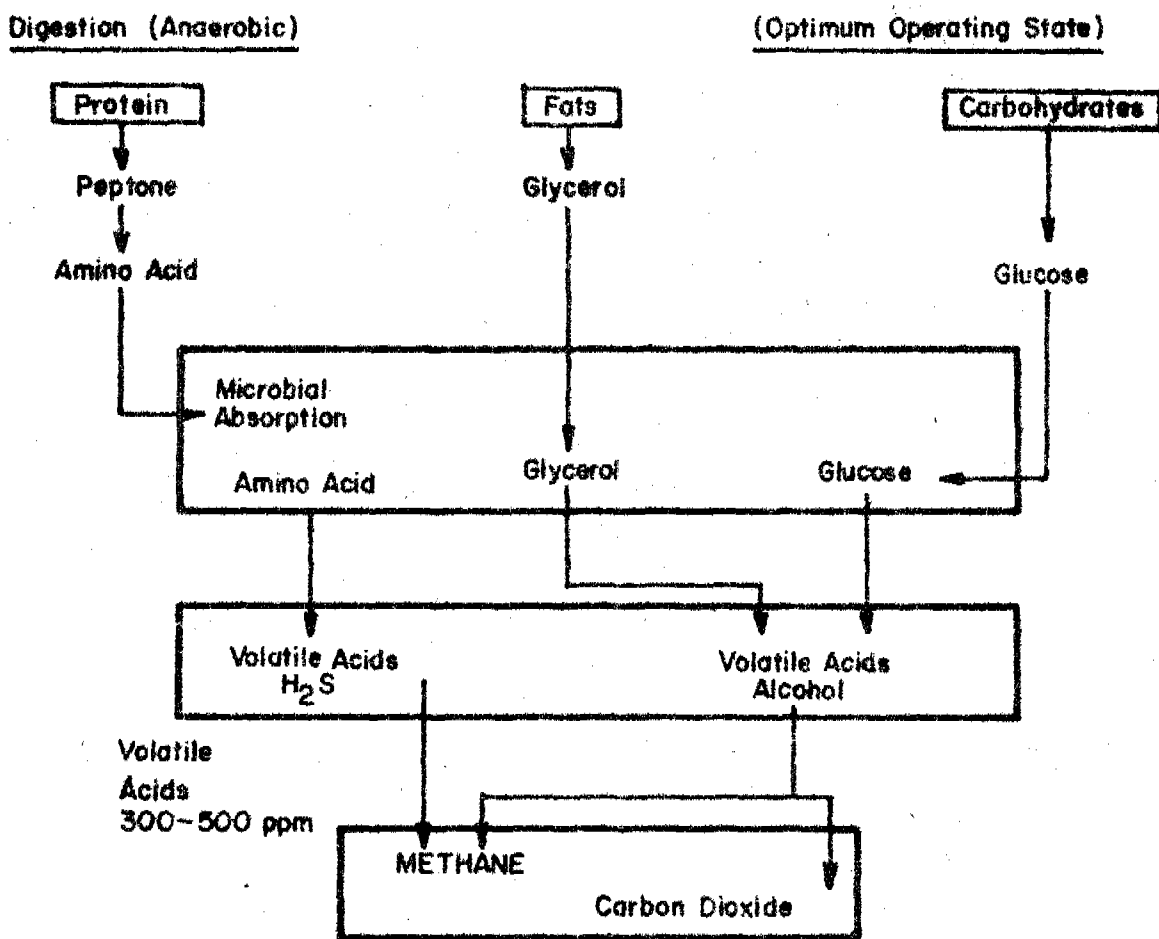 Digestion (Anaerobic)
(Optimum Operating State)
Protein
Fats
Carbohydrates
Peptone
Glycerol
Amino Acid
Glucose
Microbial
Absorption
Amino Acid
Glycerol
Glucose
Volatile Acids
H₂S
Volatile Acids
Alcohol
Volatile
Acids
300-500 ppm
METHANE
Carbon Dioxide